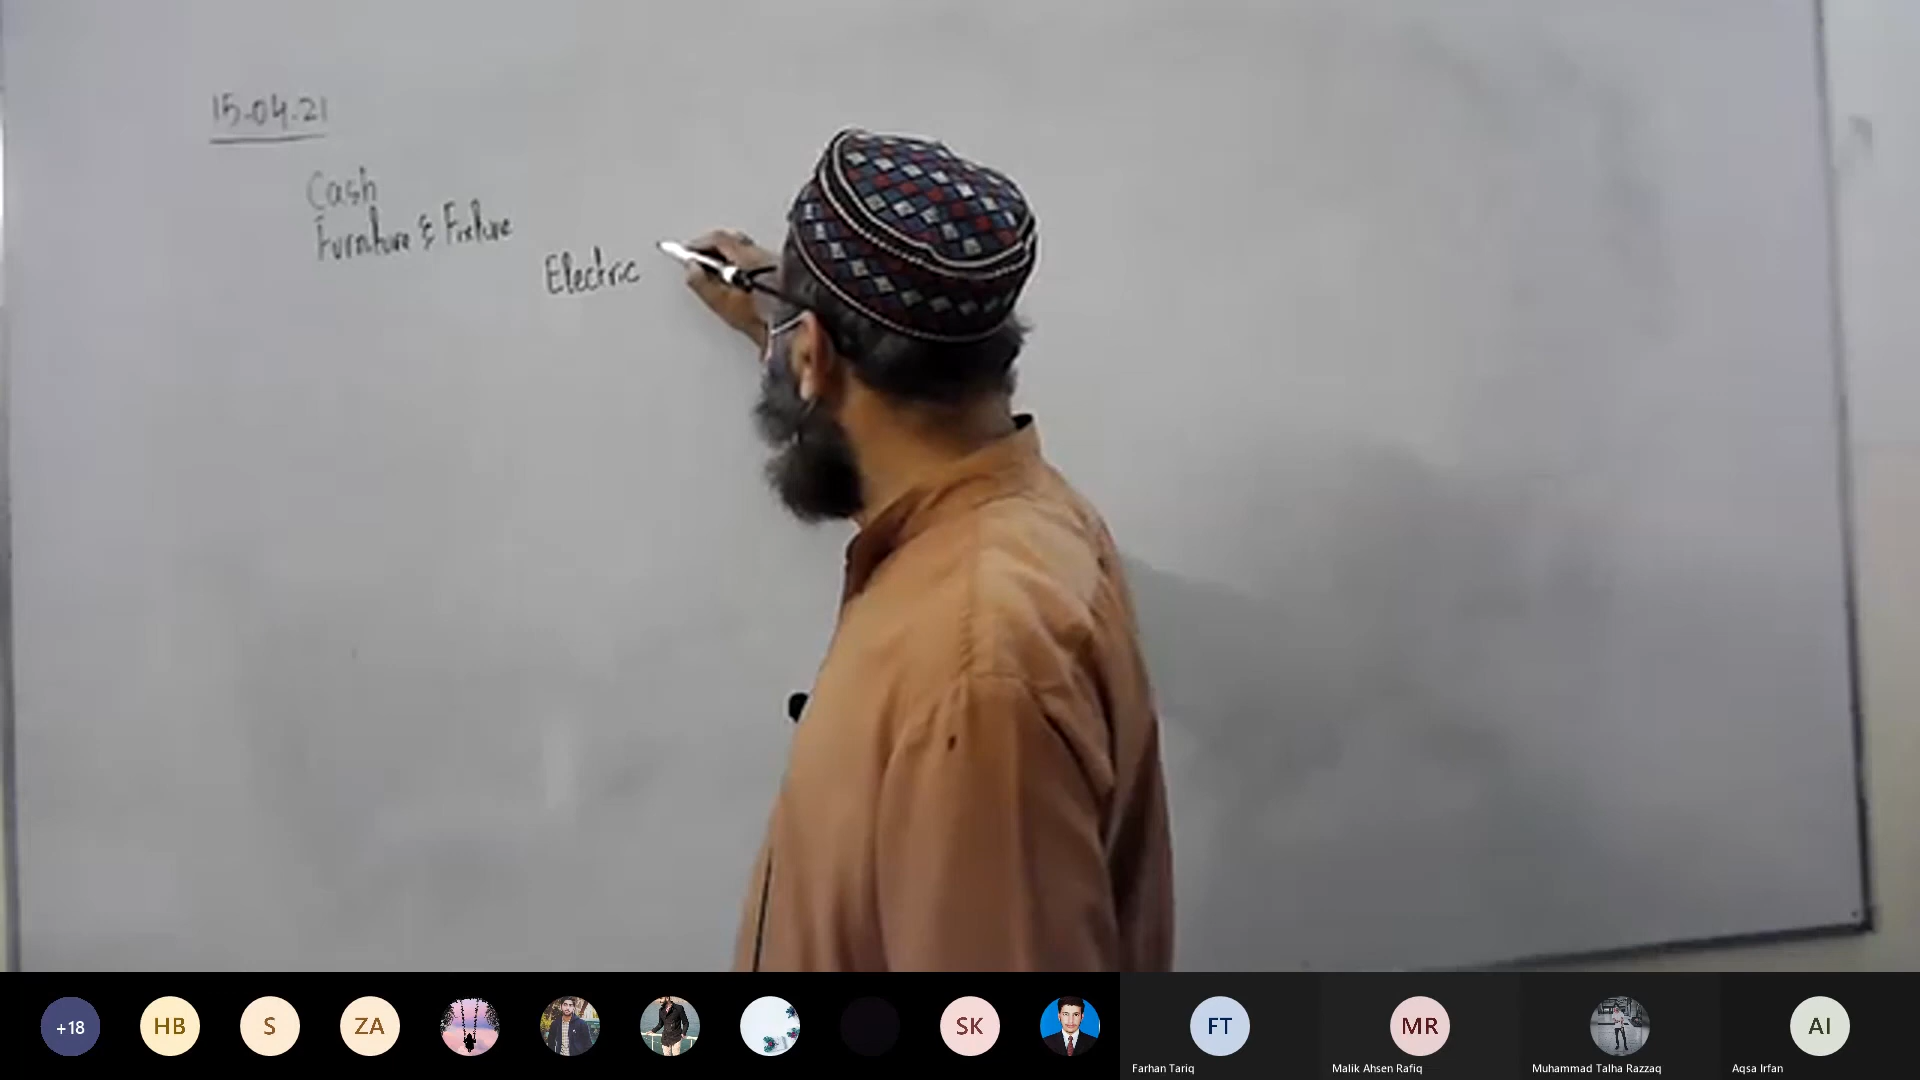 15-04-21
Cash
Furniture & Fixture
Electric
+18
HB
S
ZA
SK
FT
MR
AI
Farhan Tariq
Malik Ahsen Rafiq
Muhammad Talha Razzaq
Aqsa Irfan